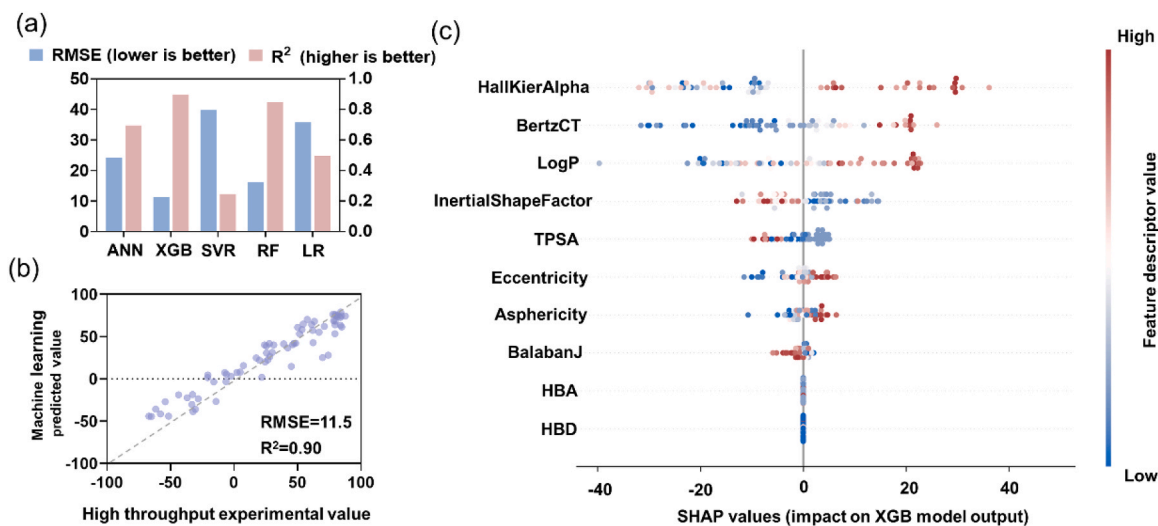 (a)
RMSE (lower is better)
R² (higher is better)
50
40
30
20
10
0
1.0
0.8
0.6
0.4
0.2
0.0
ANN XGB SVR RF LR
(b)
Machine learning
predicted value
100
50
0
-50
-100
RMSE=11.5
R²=0.90
-100 -50 0 50 100
High throughput experimental value
(c)
HallKierAlpha
BertzCT
LogP
InertialShapeFactor
TPSA
Eccentricity
Asphericity
BalabanJ
HBA
HBD
-40 -20 0 20 40
SHAP values (impact on XGB model output)
High
Feature descriptor value
Low